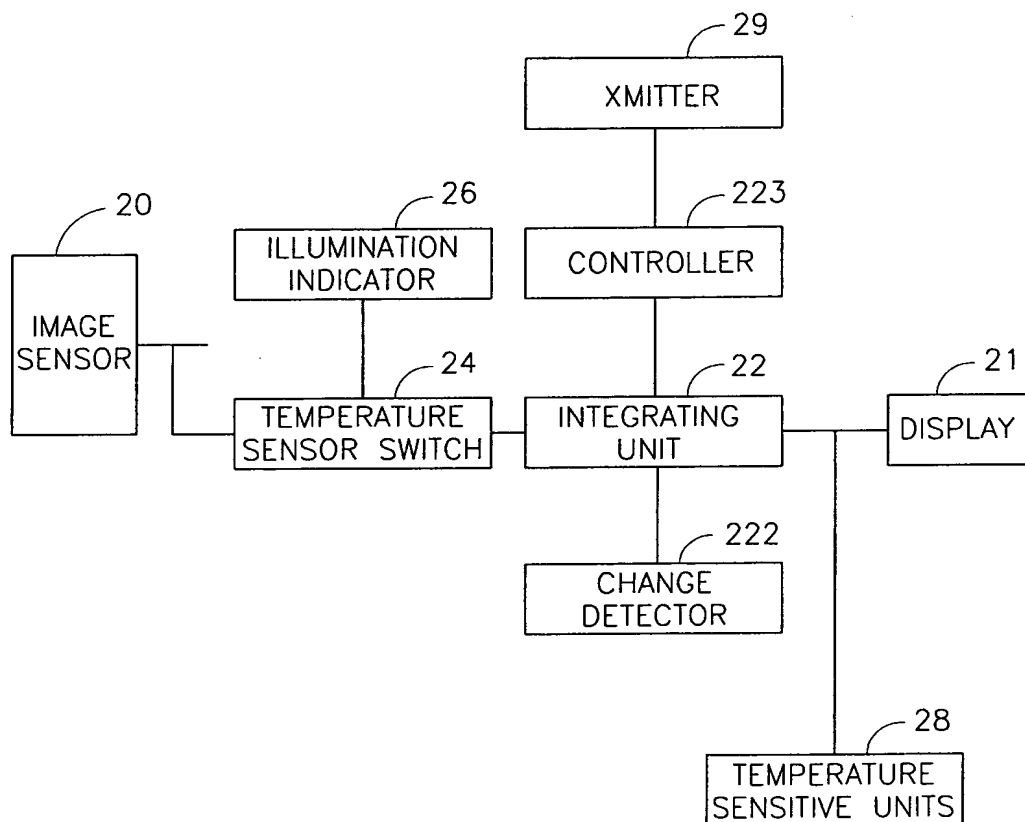 29
XMITTER
223
CONTROLLER
20
IMAGE
SENSOR
26
ILLUMINATION
INDICATOR
24
TEMPERATURE
SENSOR SWITCH
22
INTEGRATING
UNIT
21
DISPLAY
222
CHANGE
DETECTOR
28
TEMPERATURE
SENSITIVE UNITS